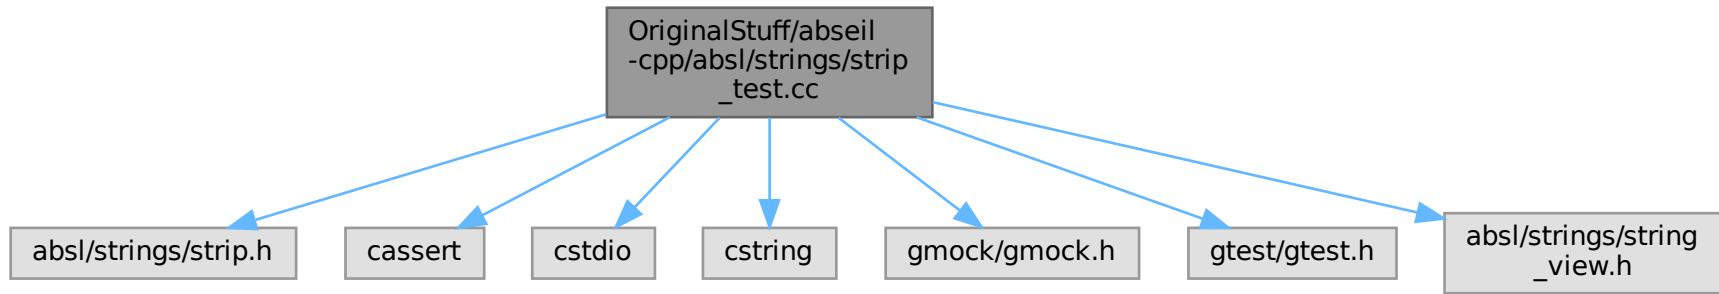 OriginalStuff/abseil
-cpp/absl/strings/strip
_test.cc
absl/strings/strip.h
cassert
cstdio
cstring
gmock/gmock.h
gtest/gtest.h
absl/strings/string
_view.h